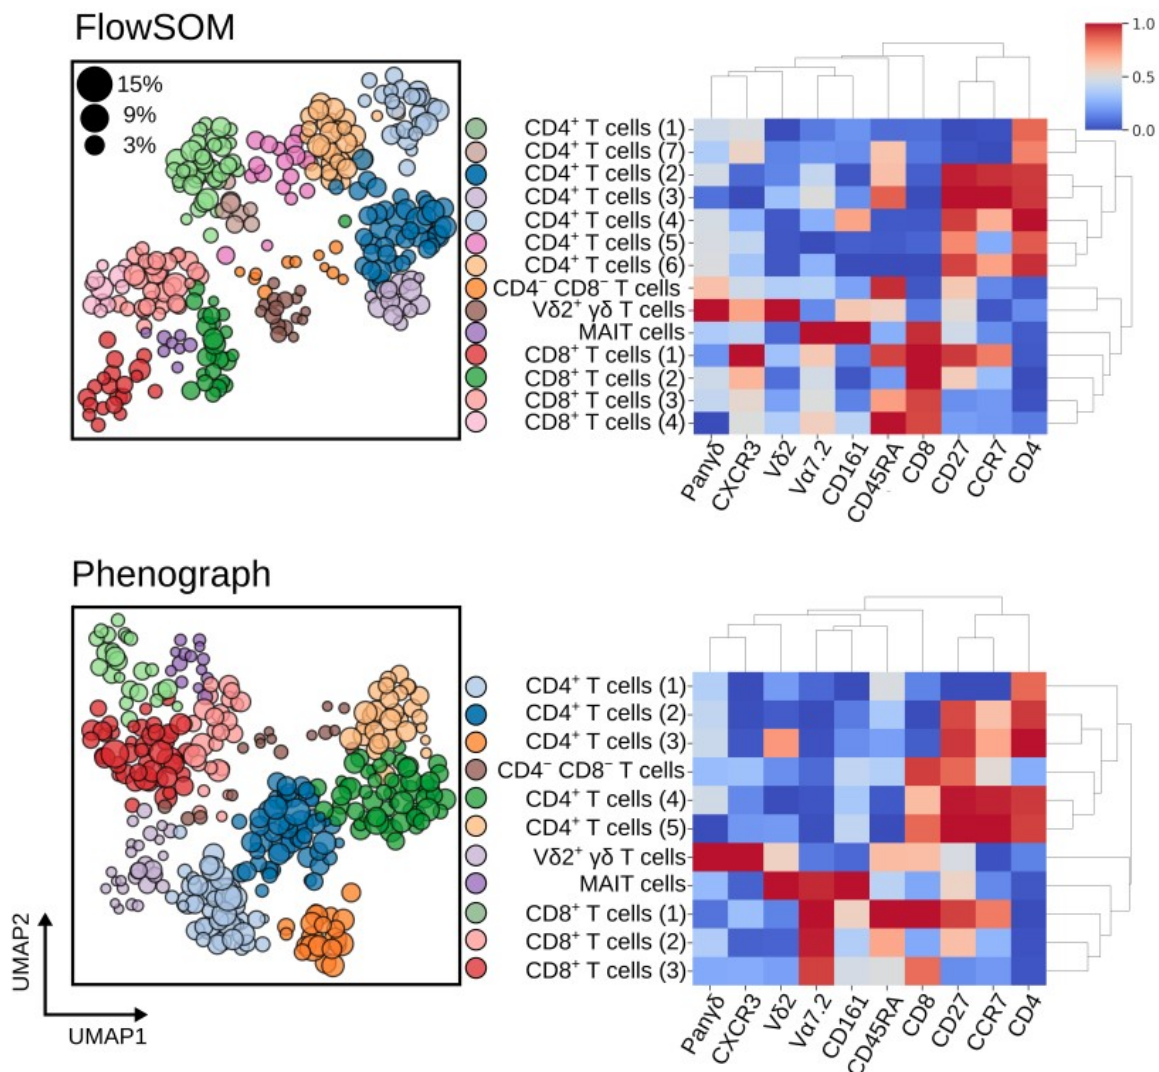 FlowSOM
15%
9%
3%
1.0
0.5
0.0
CD4⁺ T cells (1)
CD4⁺ T cells (7)
CD4⁺ T cells (2)
CD4⁺ T cells (3)
CD4⁺ T cells (4)
CD4⁺ T cells (5)
CD4⁺ T cells (6)
CD4⁻ CD8⁻ T cells
Vδ2⁺ γδ T cells
MAIT cells
CD8⁺ T cells (1)
CD8⁺ T cells (2)
CD8⁺ T cells (3)
CD8⁺ T cells (4)
Panγδ
CXCR3
Vδ2
Vα7.2
CD161
CD45RA
CD8
CD27
CCR7
CD4
Phenograph
CD4⁺ T cells (1)
CD4⁺ T cells (2)
CD4⁺ T cells (3)
CD4⁻ CD8⁻ T cells
CD4⁺ T cells (4)
CD4⁺ T cells (5)
Vδ2⁺ γδ T cells
MAIT cells
CD8⁺ T cells (1)
CD8⁺ T cells (2)
CD8⁺ T cells (3)
Panγδ
CXCR3
Vδ2
Vα7.2
CD161
CD45RA
CD8
CD27
CCR7
CD4
UMAP2
UMAP1